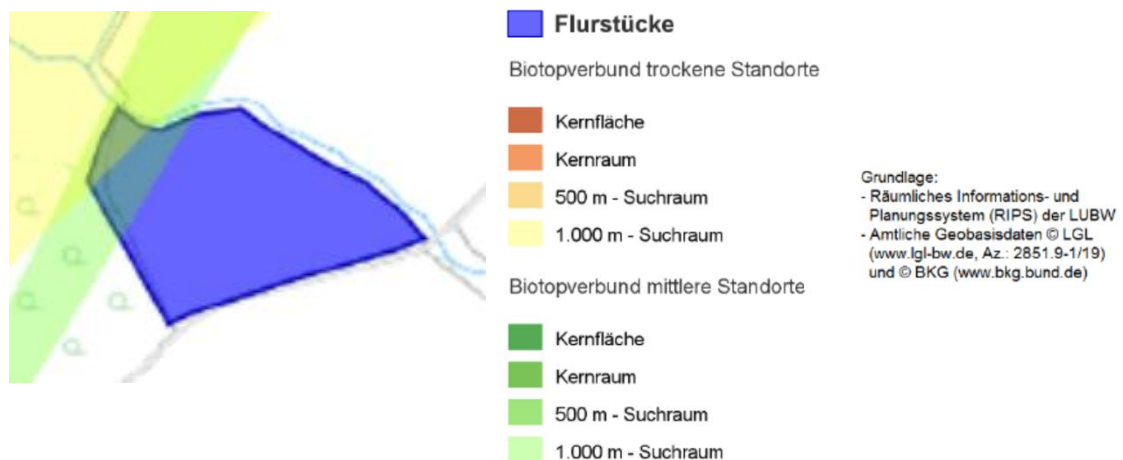 Flurstücke
Biotopverbund trockene Standorte
Kernfläche
Kernraum
500 m - Suchraum
1.000 m - Suchraum
Biotopverbund mittlere Standorte
Kernfläche
Kernraum
500 m - Suchraum
1.000 m - Suchraum
Grundlage:
- Räumliches Informations- und
Planungssystem (RIPS) der LUBW
- Amtliche Geobasisdaten © LGL
(www.lgl-bw.de, Az.: 2851.9-1/19)
und © BKG (www.bkg.bund.de)